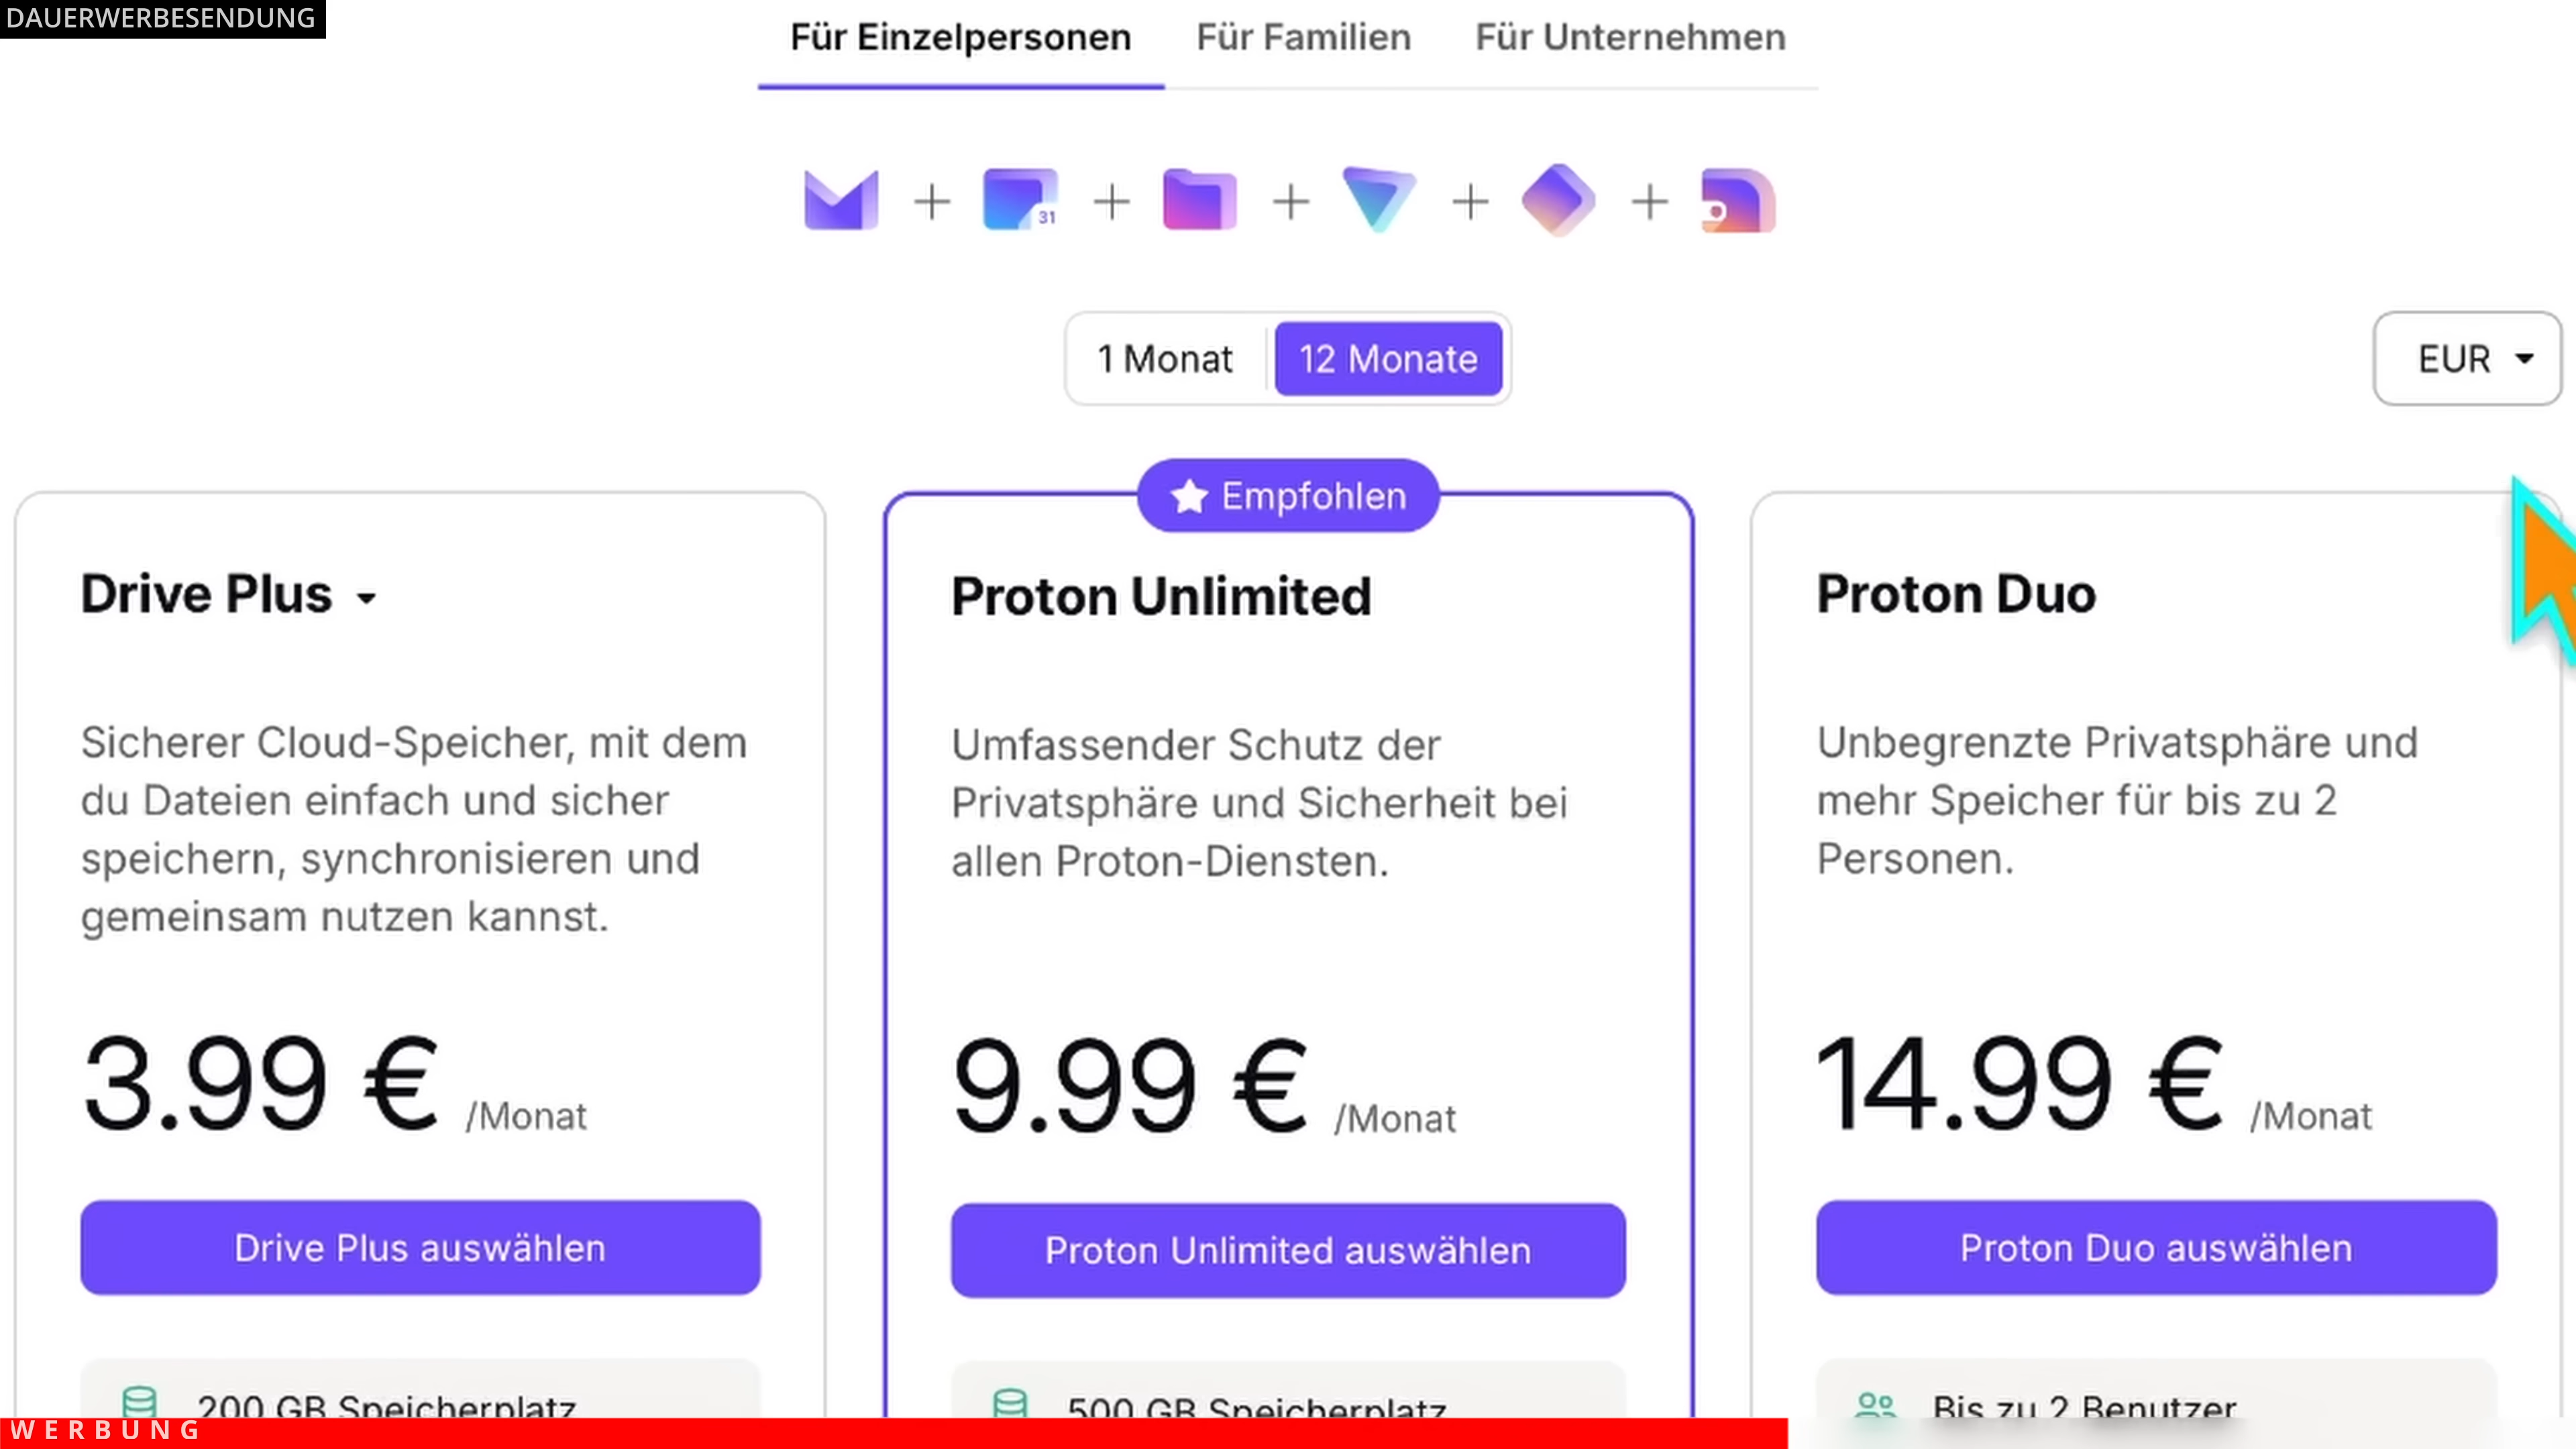 DAUERWERBESENDUNG
Für Einzelpersonen
Für Familien
Für Unternehmen
31
1 Monat
12 Monate
EUR
Empfohlen
Drive Plus
Sicherer Cloud-Speicher, mit dem
du Dateien einfach und sicher
speichern, synchronisieren und
gemeinsam nutzen kannst.
3.99 € /Monat
Drive Plus auswählen
200 GB Speicherplatz
Proton Unlimited
Umfassender Schutz der
Privatsphäre und Sicherheit bei
allen Proton-Diensten.
9.99 € /Monat
Proton Unlimited auswählen
500 GB Speicherplatz
Proton Duo
Unbegrenzte Privatsphäre und
mehr Speicher für bis zu 2
Personen.
14.99 € /Monat
Proton Duo auswählen
Bis zu 2 Benutzer
WERBUNG